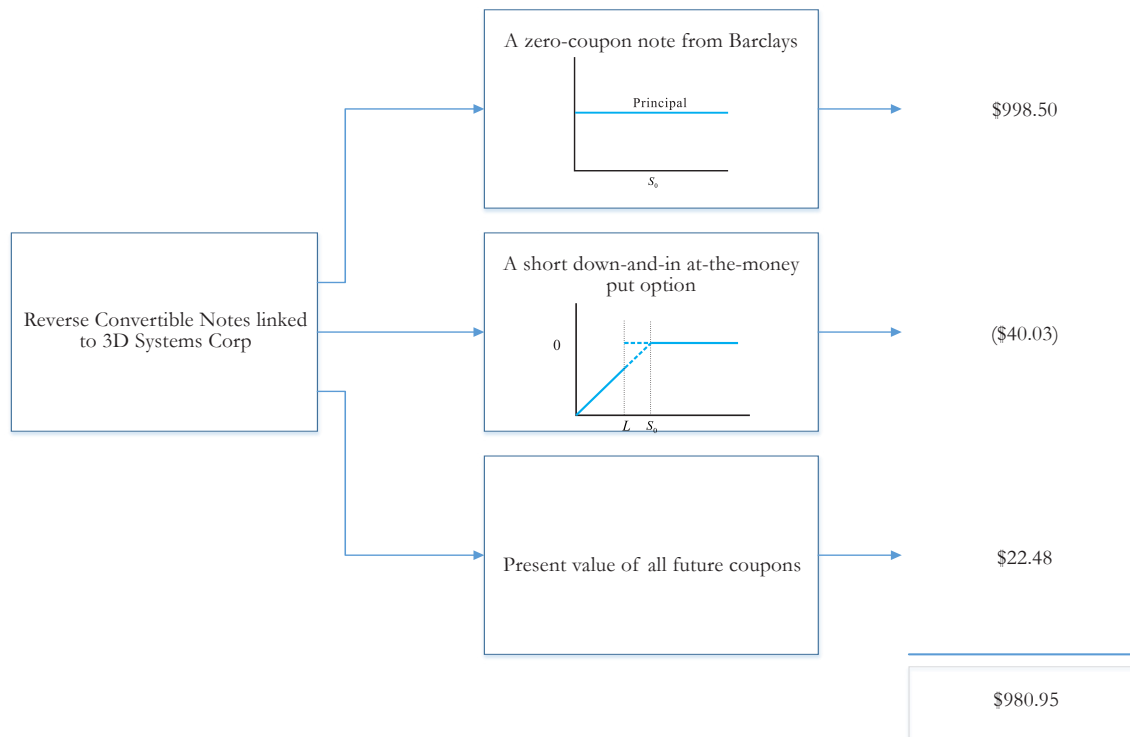 A zero-coupon note from Barclays
Principal
S₀
$998.50
Reverse Convertible Notes linked
to 3D Systems Corp
A short down-and-in at-the-money
put option
0
L S₀
($40.03)
Present value of all future coupons
$22.48
$980.95